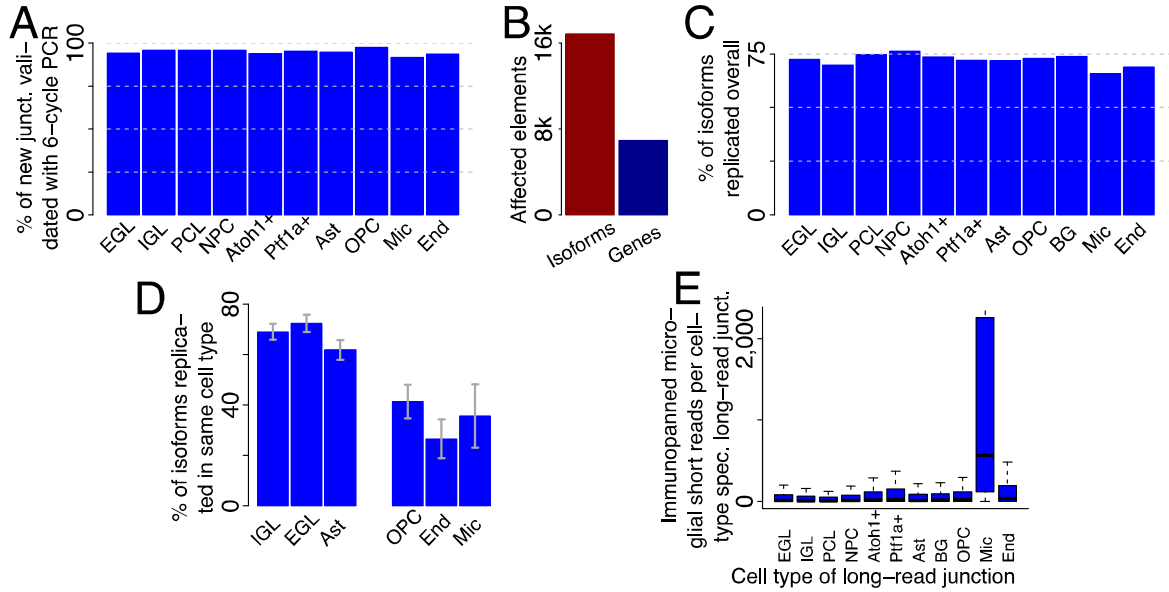 A
% of new junct. vali–
dated with 6–cycle PCR
100
0
EGL
IGL
PCL
NPC
Atoh1+
Ptf1a+
Ast
OPC
Mic
End
B
Affected elements
16k
8k
0
Isoforms
Genes
C
% of isoforms
replicated overall
75
0
EGL
IGL
PCL
NPC
Atoh1+
Ptf1a+
Ast
OPC
BG
Mic
End
D
% of isoforms replica–
ted in same cell type
80
40
0
IGL
EGL
Ast
OPC
End
Mic
E
Immunopanned micro–
glial short reads per cell–
type spec. long–read junct.
2,000
0
EGL
IGL
PCL
NPC
Atoh1+
Ptf1a+
Ast
BG
OPC
Mic
End
Cell type of long–read junction